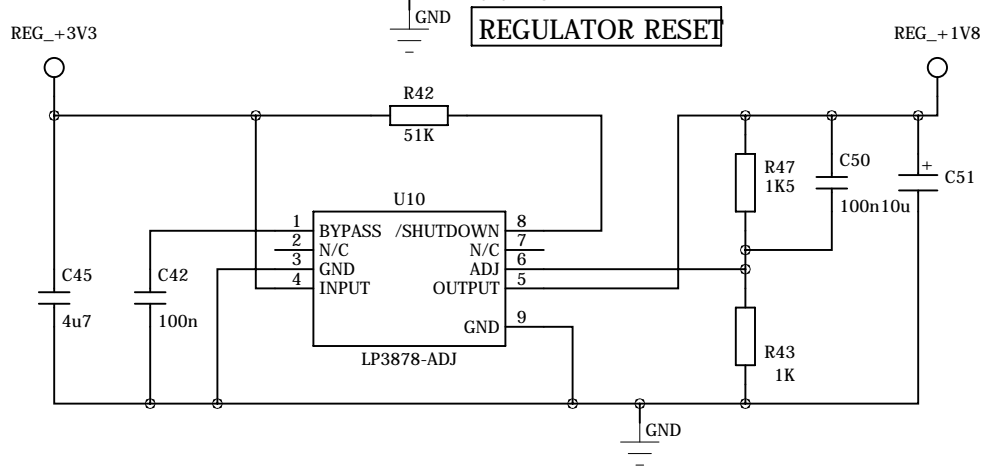 GND
REGULATOR RESET
REG_+3V3
REG_+1V8
R42
51K
R47
1K5
C50
100n
10u
C51
U10
1
BYPASS
/SHUTDOWN
8
2
N/C
N/C
7
3
GND
ADJ
6
4
INPUT
OUTPUT
5
GND
9
LP3878-ADJ
C45
4u7
C42
100n
R43
1K
GND
+